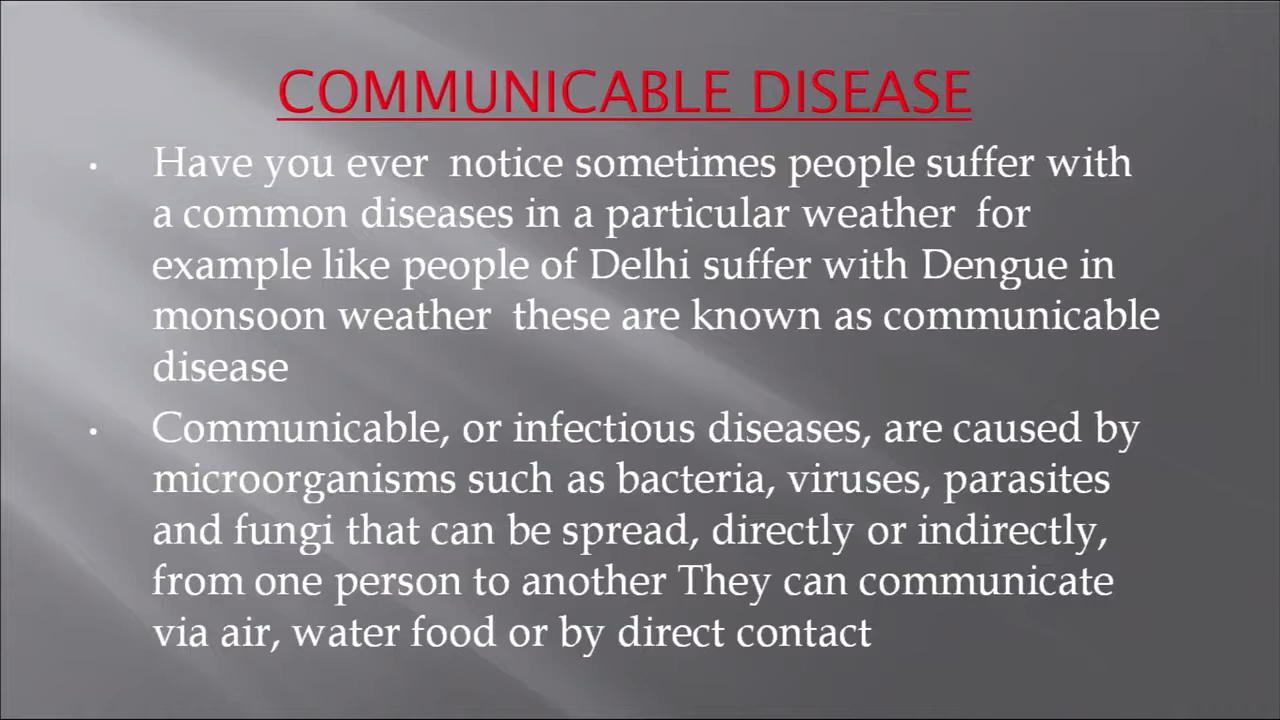 COMMUNICABLE DISEASE
• Have you ever notice sometimes people suffer with
a common diseases in a particular weather for
example like people of Delhi suffer with Dengue in
monsoon weather these are known as communicable
disease
• Communicable, or infectious diseases, are caused by
microorganisms such as bacteria, viruses, parasites
and fungi that can be spread, directly or indirectly,
from one person to another They can communicate
via air, water food or by direct contact